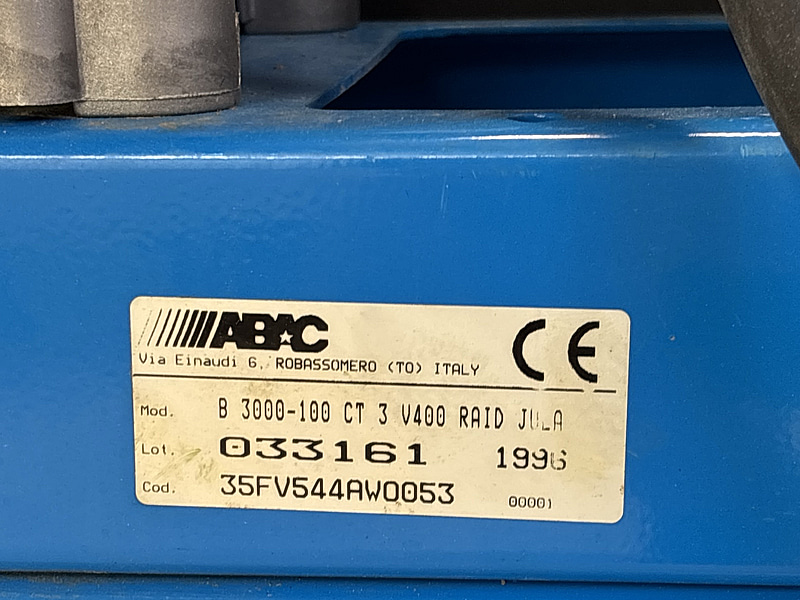 ABAC CE
Via Einaudi 6, ROBASSOMERO (TO) ITALY
Mod. B 3000-100 CT 3 V400 RAID
Lot. 033161 1996
Cod. 35FV544AW0053 00001